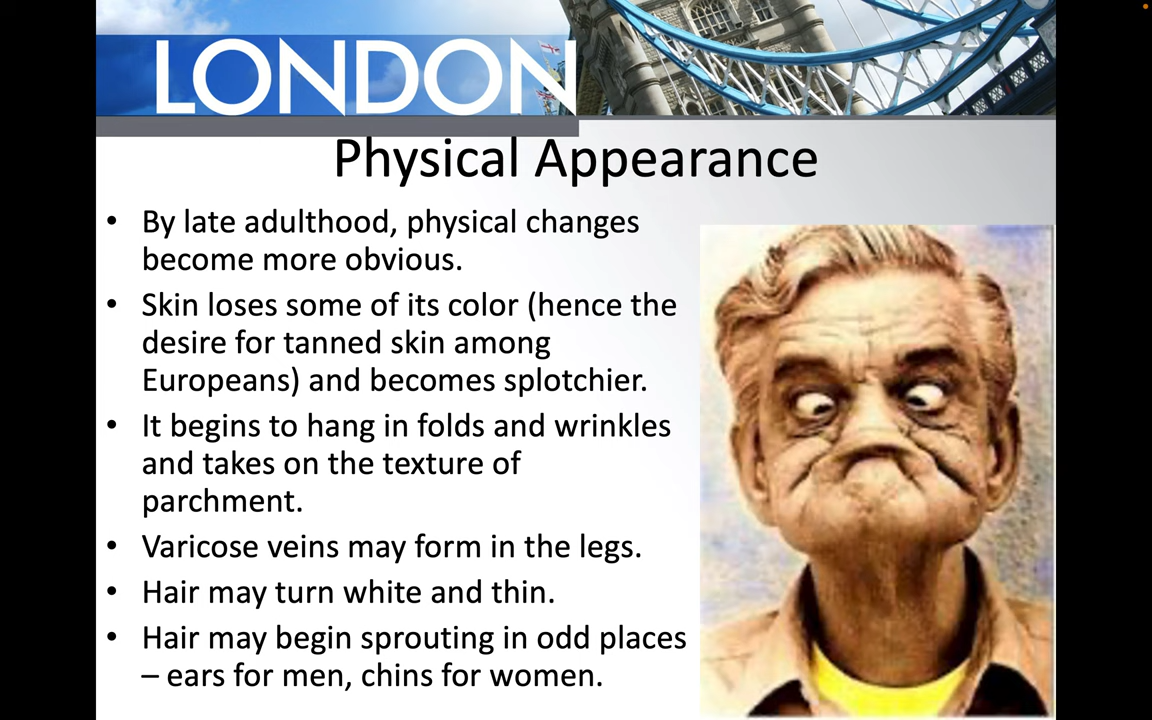 LONDON
Physical Appearance
• By late adulthood, physical changes
become more obvious.
• Skin loses some of its color (hence the
desire for tanned skin among
Europeans) and becomes splotchier.
• It begins to hang in folds and wrinkles
and takes on the texture of
parchment.
• Varicose veins may form in the legs.
• Hair may turn white and thin.
• Hair may begin sprouting in odd places
– ears for men, chins for women.